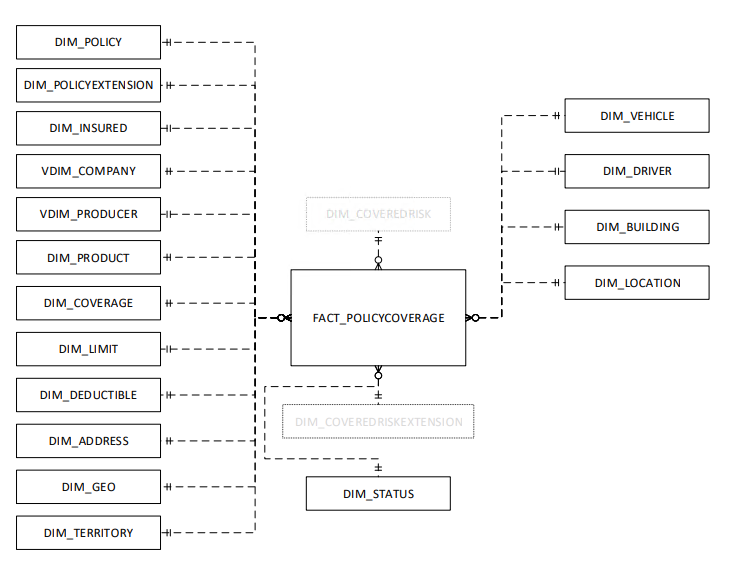 DIM_POLICY
DIM_POLICYEXTENSION
DIM_INSURED
VDIM_COMPANY
VDIM_PRODUCER
DIM_PRODUCT
DIM_COVERAGE
DIM_LIMIT
DIM_DEDUCTIBLE
DIM_ADDRESS
DIM_GEO
DIM_TERRITORY
DIM_COVEREDRISK
FACT_POLICYCOVERAGE
DIM_COVEREDRISKEXTENSION
DIM_STATUS
DIM_VEHICLE
DIM_DRIVER
DIM_BUILDING
DIM_LOCATION